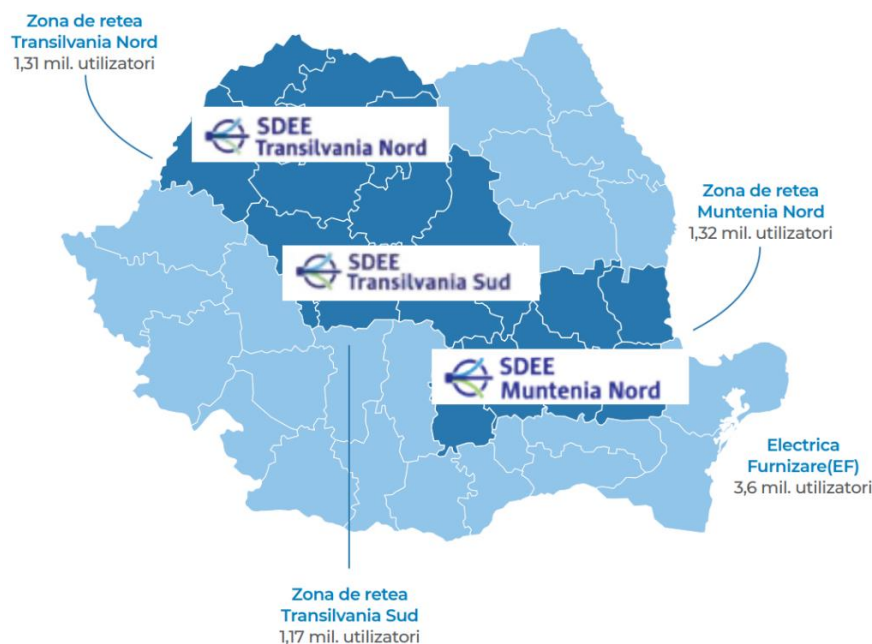 Zona de retea
Transilvania Nord
1,31 mil. utilizatori
SDEE
Transilvania Nord
Zona de retea
Muntenia Nord
1,32 mil. utilizatori
SDEE
Transilvania Sud
SDEE
Muntenia Nord
Electrica
Furnizare(EF)
3,6 mil. utilizatori
Zona de retea
Transilvania Sud
1,17 mil. utilizatori